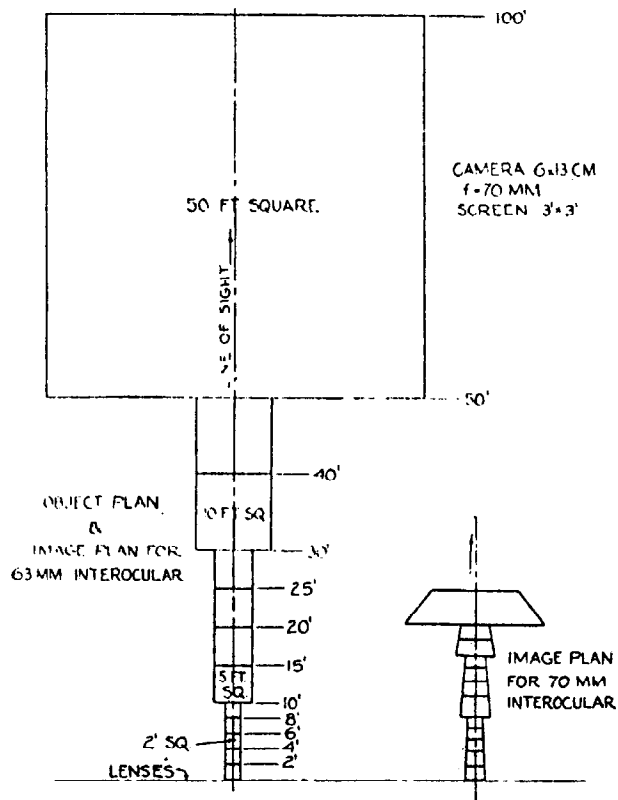 100'
CAMERA 6x13 CM
f-70 MM
SCREEN 3'x3'
50 FT SQUARE.
LINE OF SIGHT
50'
40'
OBJECT PLAN
&
IMAGE PLAN FOR
63 MM INTEROCULAR
10 FT SQ
30'
25'
20'
15'
5 FT
SQ.
10'
8'
6'
4'
2'
2' SQ
LENSES
IMAGE PLAN
FOR 70 MM
INTEROCULAR